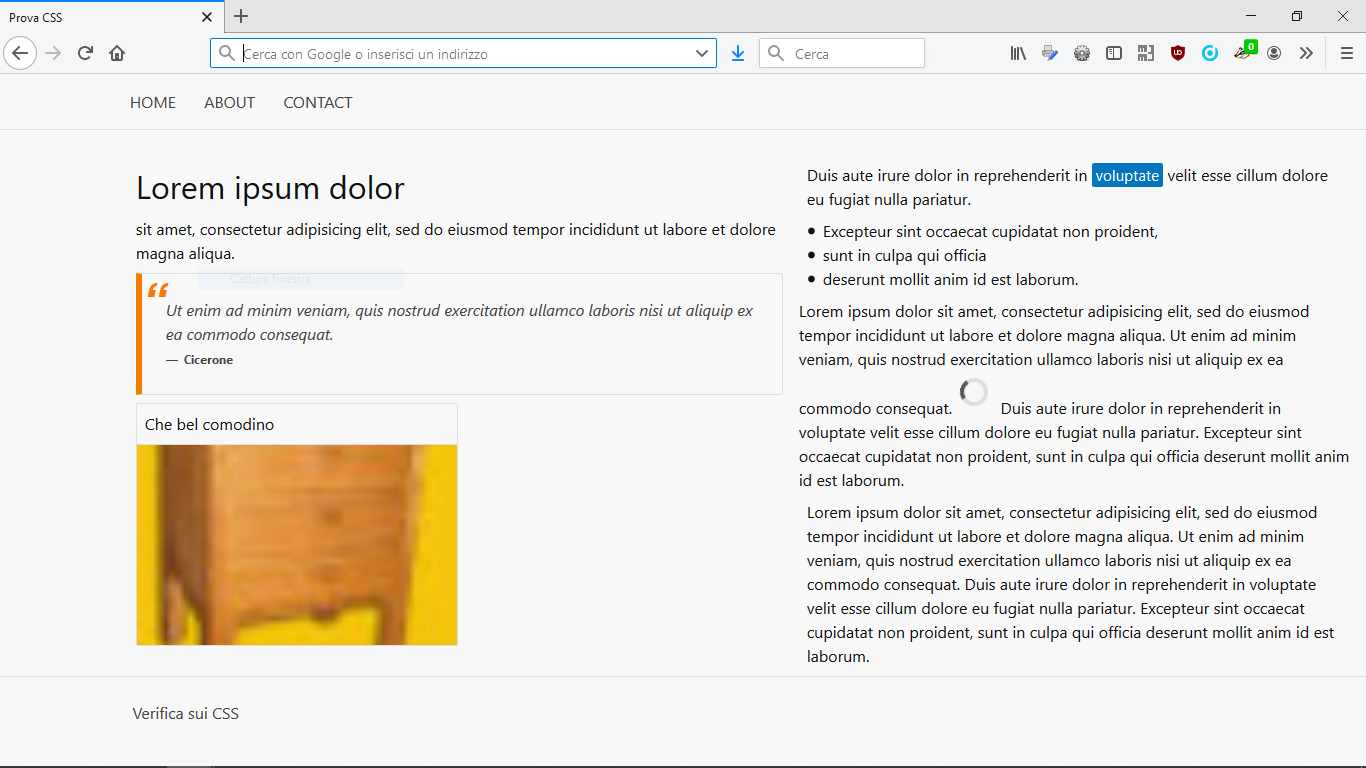 Prova CSS
Cerca con Google o inserisci un indirizzo
Cerca
0
HOME ABOUT CONTACT
Lorem ipsum dolor
sit amet, consectetur adipisicing elit, sed do eiusmod tempor incididunt ut labore et dolore
magna aliqua.
Cattura finestra
“
Ut enim ad minim veniam, quis nostrud exercitation ullamco laboris nisi ut aliquip ex
ea commodo consequat.
— Cicerone
Che bel comodino
Duis aute irure dolor in reprehenderit in voluptate velit esse cillum dolore
eu fugiat nulla pariatur.
● Excepteur sint occaecat cupidatat non proident,
● sunt in culpa qui officia
● deserunt mollit anim id est laborum.
Lorem ipsum dolor sit amet, consectetur adipisicing elit, sed do eiusmod
tempor incididunt ut labore et dolore magna aliqua. Ut enim ad minim
veniam, quis nostrud exercitation ullamco laboris nisi ut aliquip ex ea
commodo consequat. Duis aute irure dolor in reprehenderit in
voluptate velit esse cillum dolore eu fugiat nulla pariatur. Excepteur sint
occaecat cupidatat non proident, sunt in culpa qui officia deserunt mollit anim
id est laborum.
Lorem ipsum dolor sit amet, consectetur adipisicing elit, sed do eiusmod
tempor incididunt ut labore et dolore magna aliqua. Ut enim ad minim
veniam, quis nostrud exercitation ullamco laboris nisi ut aliquip ex ea
commodo consequat. Duis aute irure dolor in reprehenderit in voluptate
velit esse cillum dolore eu fugiat nulla pariatur. Excepteur sint occaecat
cupidatat non proident, sunt in culpa qui officia deserunt mollit anim id est
laborum.
Verifica sui CSS